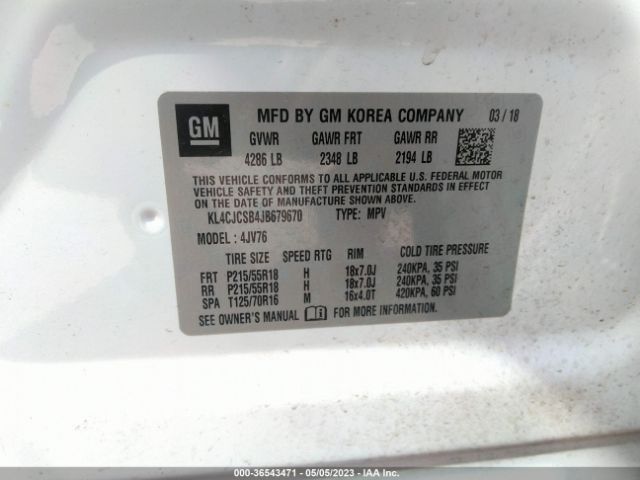 GM MFD BY GM KOREA COMPANY 03/18
GVWR GAWR FRT GAWR RR
4286 LB 2348 LB 2194 LB
THIS VEHICLE CONFORMS TO ALL APPLICABLE U.S. FEDERAL MOTOR
VEHICLE SAFETY AND THEFT PREVENTION STANDARDS IN EFFECT
ON THE DATE OF MANUFACTURE SHOWN ABOVE.
KL4CJCSB4JB679670 TYPE: MPV
MODEL: 4JV76
TIRE SIZE SPEED RTG RIM COLD TIRE PRESSURE
FRT P215/55R18 H 18x7.0J 240KPA, 35 PSI
RR P215/55R18 H 18x7.0J 240KPA, 35 PSI
SPA T125/70R16 M 16x4.0T 420KPA, 60 PSI
SEE OWNER'S MANUAL FOR MORE INFORMATION.
000-36543471 - 05/05/2023 - IAA Inc.